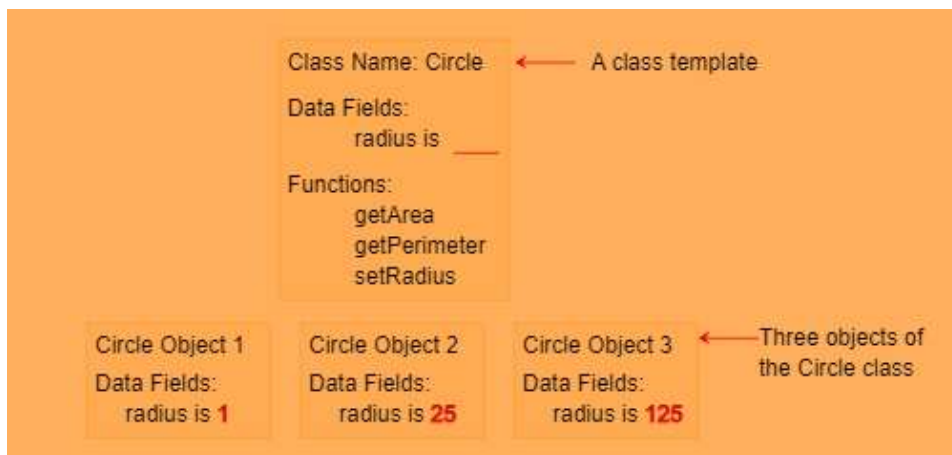 Class Name: Circle
A class template
Data Fields:
radius is
Functions:
getArea
getPerimeter
setRadius
Circle Object 1
Data Fields:
radius is 1
Circle Object 2
Data Fields:
radius is 25
Circle Object 3
Data Fields:
radius is 125
Three objects of
the Circle class